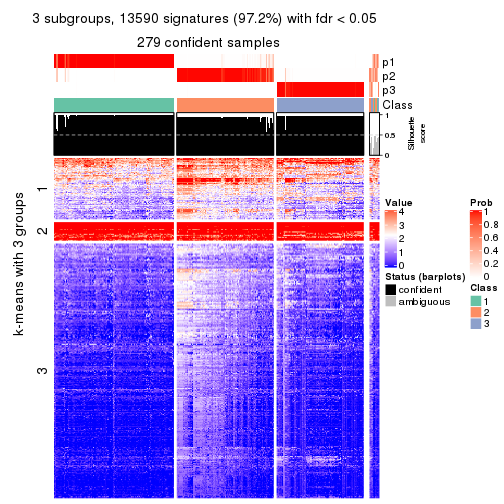 3 subgroups, 13590 signatures (97.2%) with fdr < 0.05
279 confident samples
p1
p2
p3
Class
1
0.5
0
Silhouette
score
k-means with 3 groups
1
2
3
Value
4
3
2
1
0
Status (barplots)
confident
ambiguous
Prob
1
0.8
0.6
0.4
0.2
0
Class
1
2
3